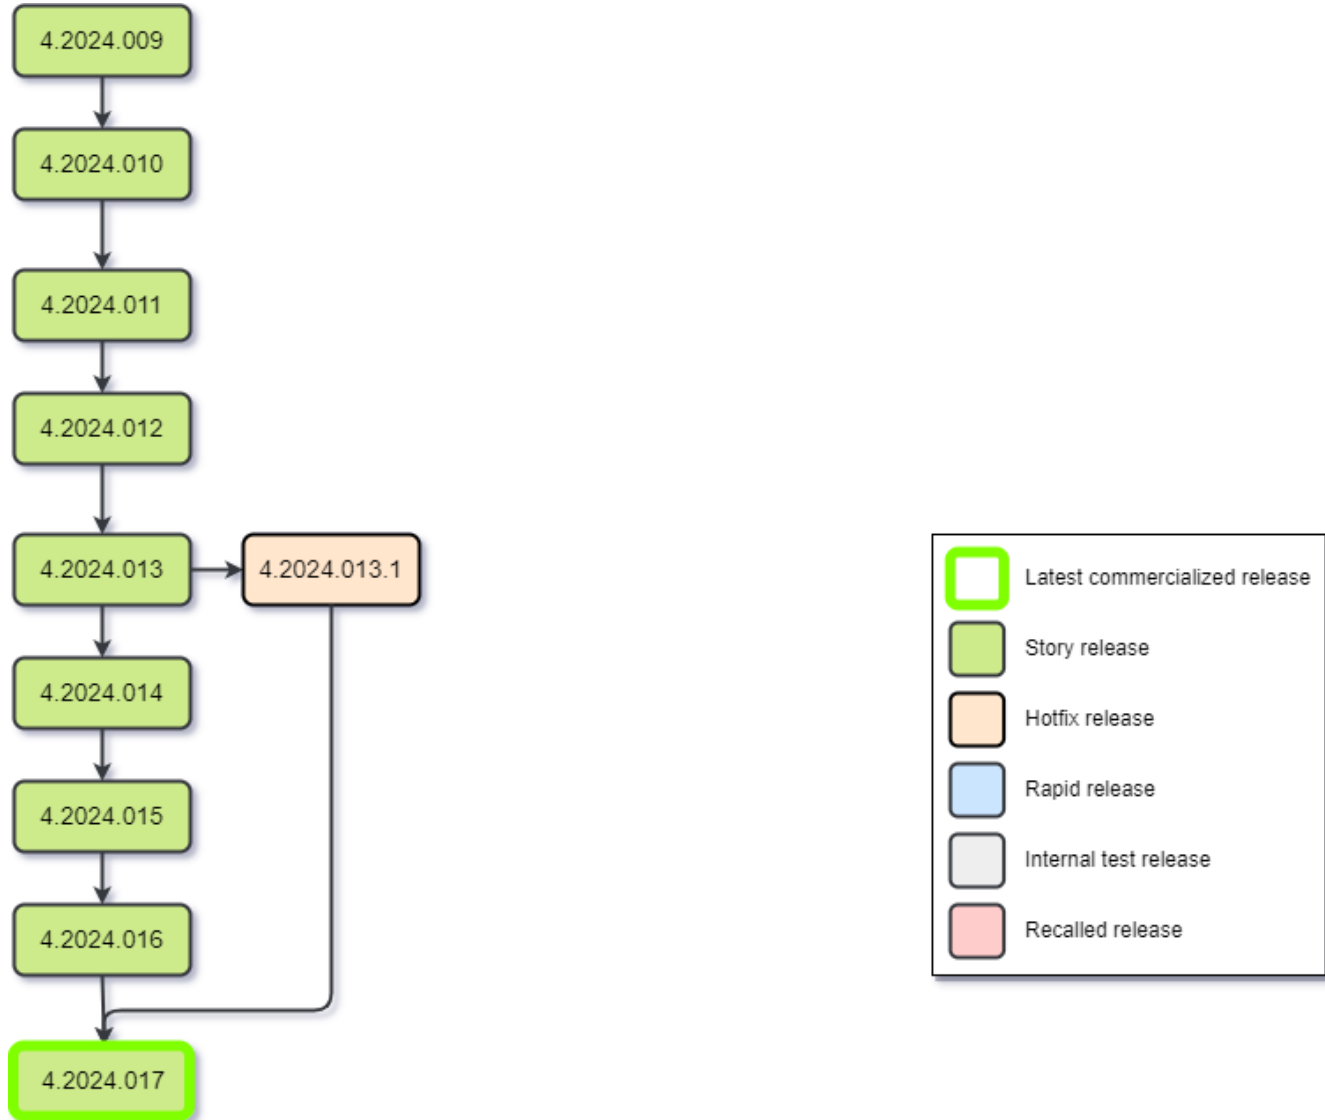 4.2024.009
4.2024.010
4.2024.011
4.2024.012
4.2024.013
4.2024.013.1
4.2024.014
4.2024.015
4.2024.016
4.2024.017
Latest commercialized release
Story release
Hotfix release
Rapid release
Internal test release
Recalled release